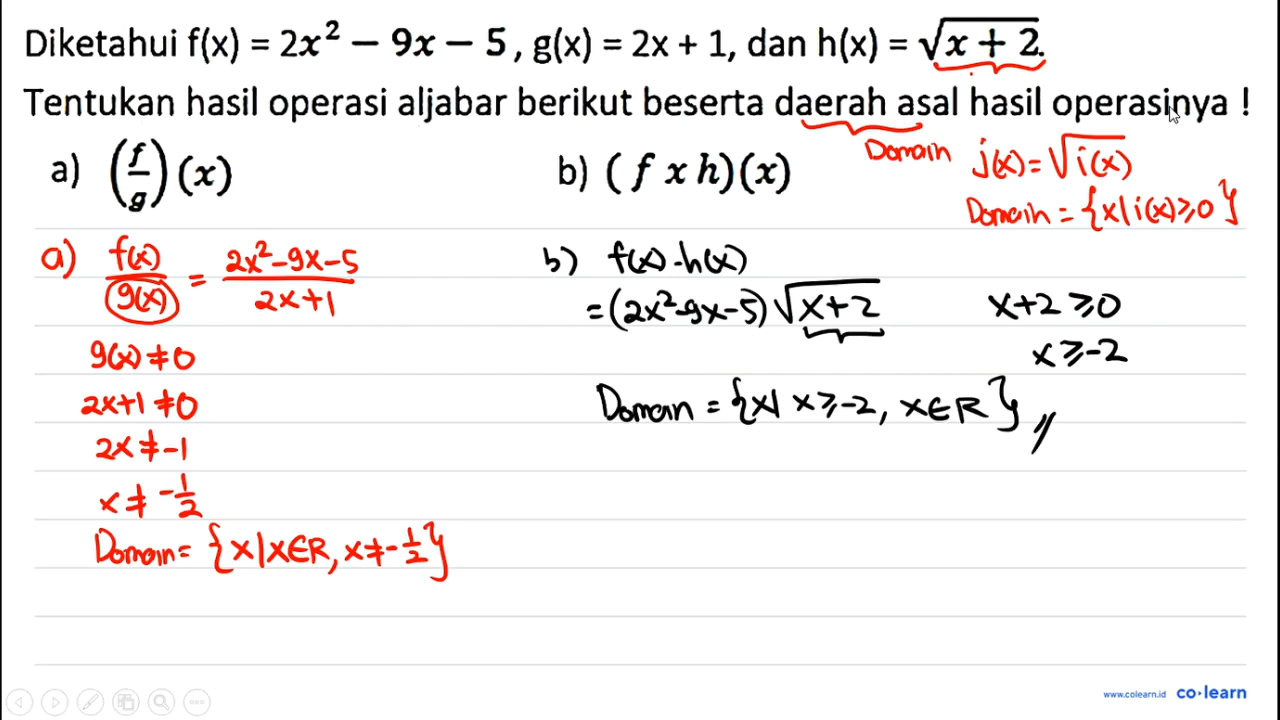 Diketahui f(x) = 2x² − 9x − 5, g(x) = 2x + 1, dan h(x) = √(x + 2).
Tentukan hasil operasi aljabar berikut beserta daerah asal hasil operasinya !
Domain
j(x) = √i(x)
Domain = {x | i(x) ≥ 0}
a) (f/g)(x)
b) (f x h)(x)
a) f(x)/g(x) = (2x²-9x-5)/(2x+1)
g(x) ≠ 0
2x+1 ≠ 0
2x ≠ -1
x ≠ -1/2
Domain = {x | x ∈ R, x ≠ -1/2}
b) f(x) · h(x)
= (2x²-9x-5) √(x+2)
x+2 ≥ 0
x ≥ -2
Domain = {x | x ≥ -2, x ∈ R} //
www.colearn.id co·learn